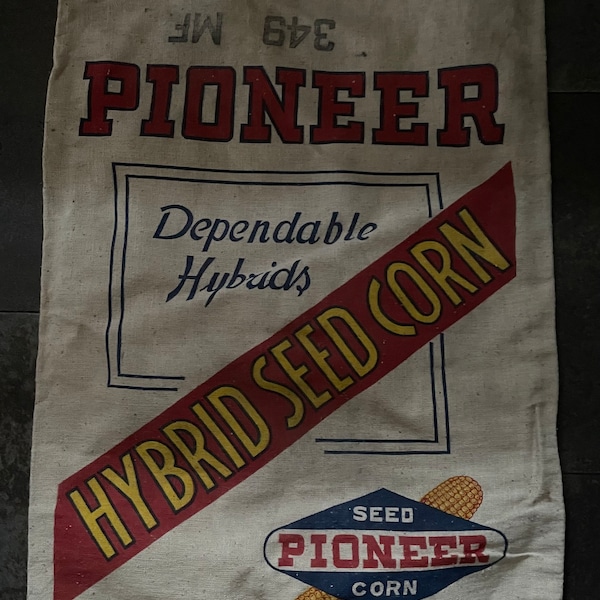 349 MF
PIONEER
Dependable
Hybrids
HYBRID SEED CORN
SEED
PIONEER
CORN